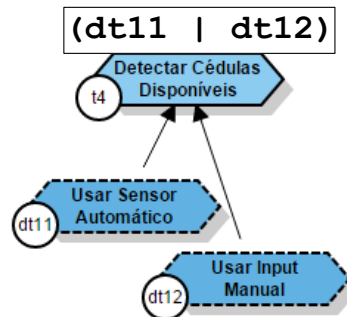 (dt11 | dt12)
Detectar Cédulas
Disponíveis
t4
Usar Sensor
Automático
dt11
Usar Input
Manual
dt12